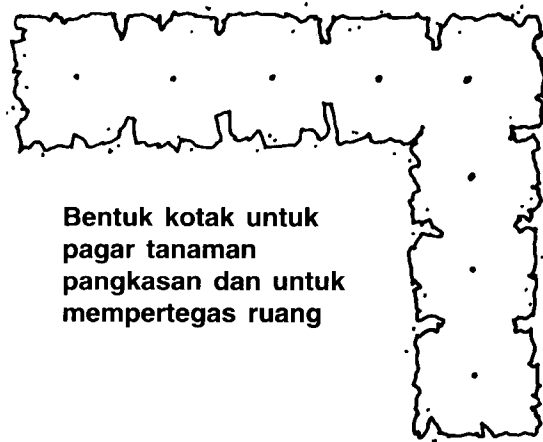 Bentuk kotak untuk
pagar tanaman
pangkasan dan untuk
mempertegas ruang